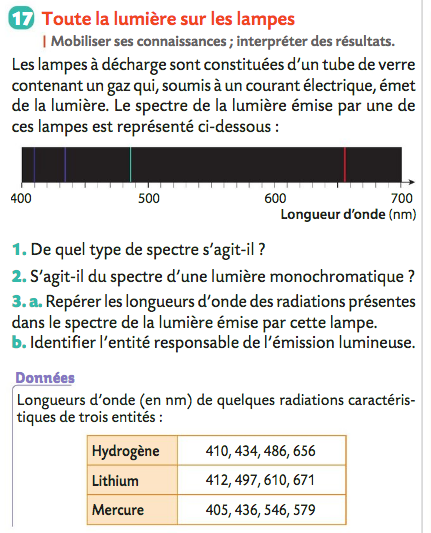 17 Toute la lumière sur les lampes
| Mobiliser ses connaissances ; interpréter des résultats.
Les lampes à décharge sont constituées d'un tube de verre
contenant un gaz qui, soumis à un courant électrique, émet
de la lumière. Le spectre de la lumière émise par une de
ces lampes est représenté ci-dessous :
400 500 600 700
Longueur d'onde (nm)
1. De quel type de spectre s'agit-il ?
2. S'agit-il du spectre d'une lumière monochromatique ?
3. a. Repérer les longueurs d'onde des radiations présentes
dans le spectre de la lumière émise par cette lampe.
b. Identifier l'entité responsable de l'émission lumineuse.
Données
Longueurs d'onde (en nm) de quelques radiations caractéris-
tiques de trois entités :
Hydrogène 410, 434, 486, 656
Lithium 412, 497, 610, 671
Mercure 405, 436, 546, 579